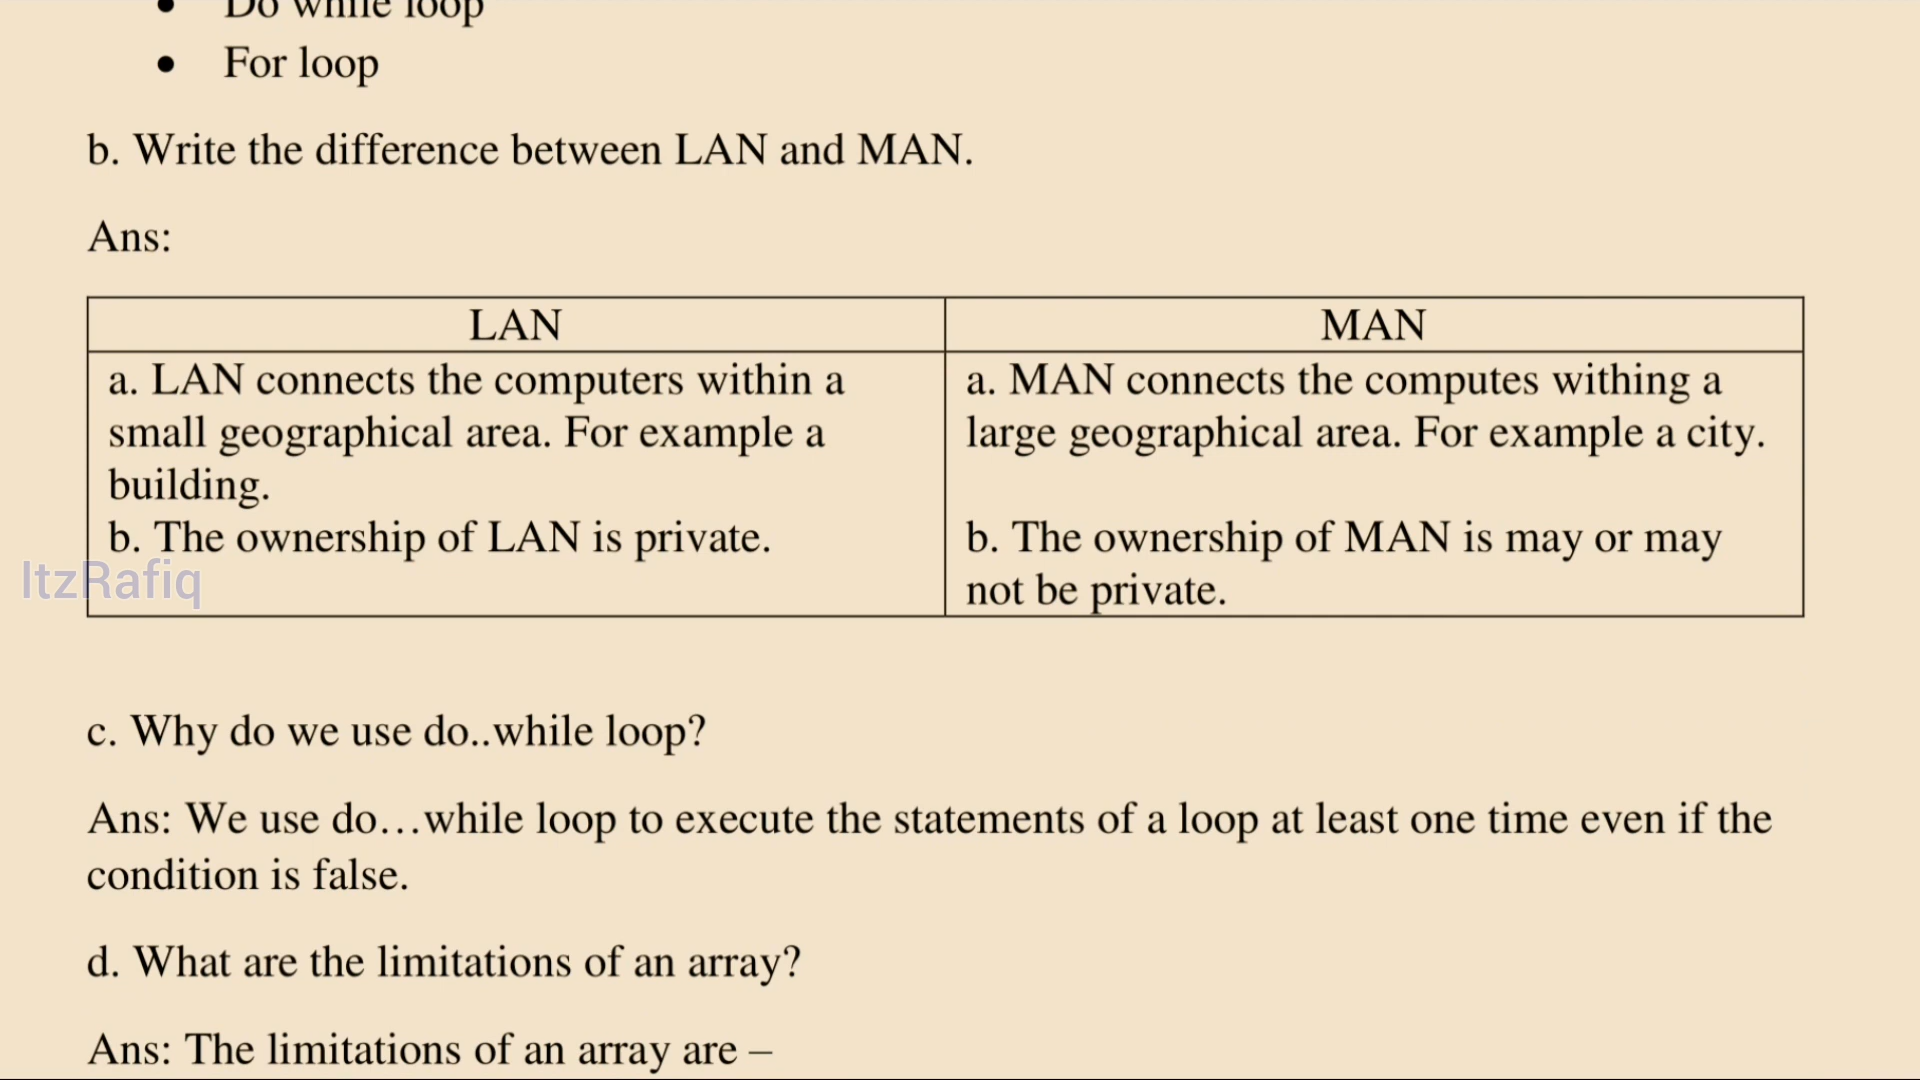 • Do while loop
• For loop
b. Write the difference between LAN and MAN.
Ans:
LAN
MAN
a. LAN connects the computers within a
small geographical area. For example a
building.
b. The ownership of LAN is private.
a. MAN connects the computes withing a
large geographical area. For example a city.
b. The ownership of MAN is may or may
not be private.
ItzRafiq
c. Why do we use do..while loop?
Ans: We use do…while loop to execute the statements of a loop at least one time even if the
condition is false.
d. What are the limitations of an array?
Ans: The limitations of an array are –